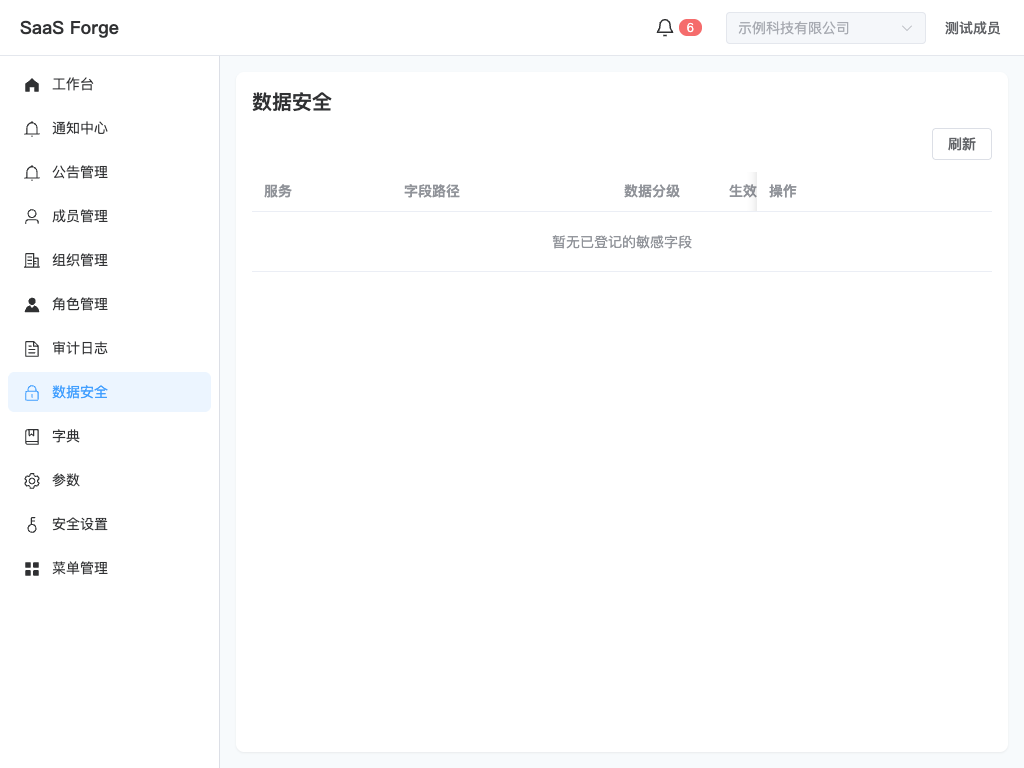 SaaS Forge
6
示例科技有限公司
测试成员
工作台
通知中心
公告管理
成员管理
组织管理
角色管理
审计日志
数据安全
字典
参数
安全设置
菜单管理
数据安全
刷新
服务 字段路径 数据分级 生效 操作
暂无已登记的敏感字段